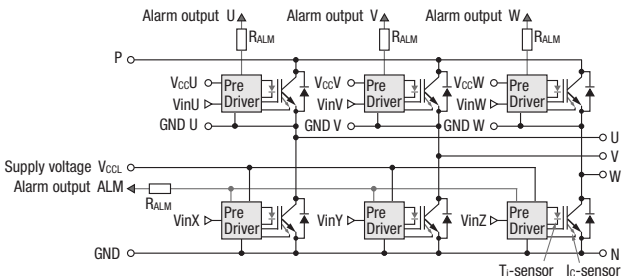 Alarm output U Alarm output V Alarm output W
RALM RALM RALM
P
VCCU Pre Driver VCCV Pre Driver VCCW Pre Driver
VinU VinV VinW
GND U GND V GND W
U
V
W
Supply voltage VCCL
Alarm output ALM
RALM
VinX Pre Driver VinY Pre Driver VinZ Pre Driver
GND N
Tj-sensor IC-sensor